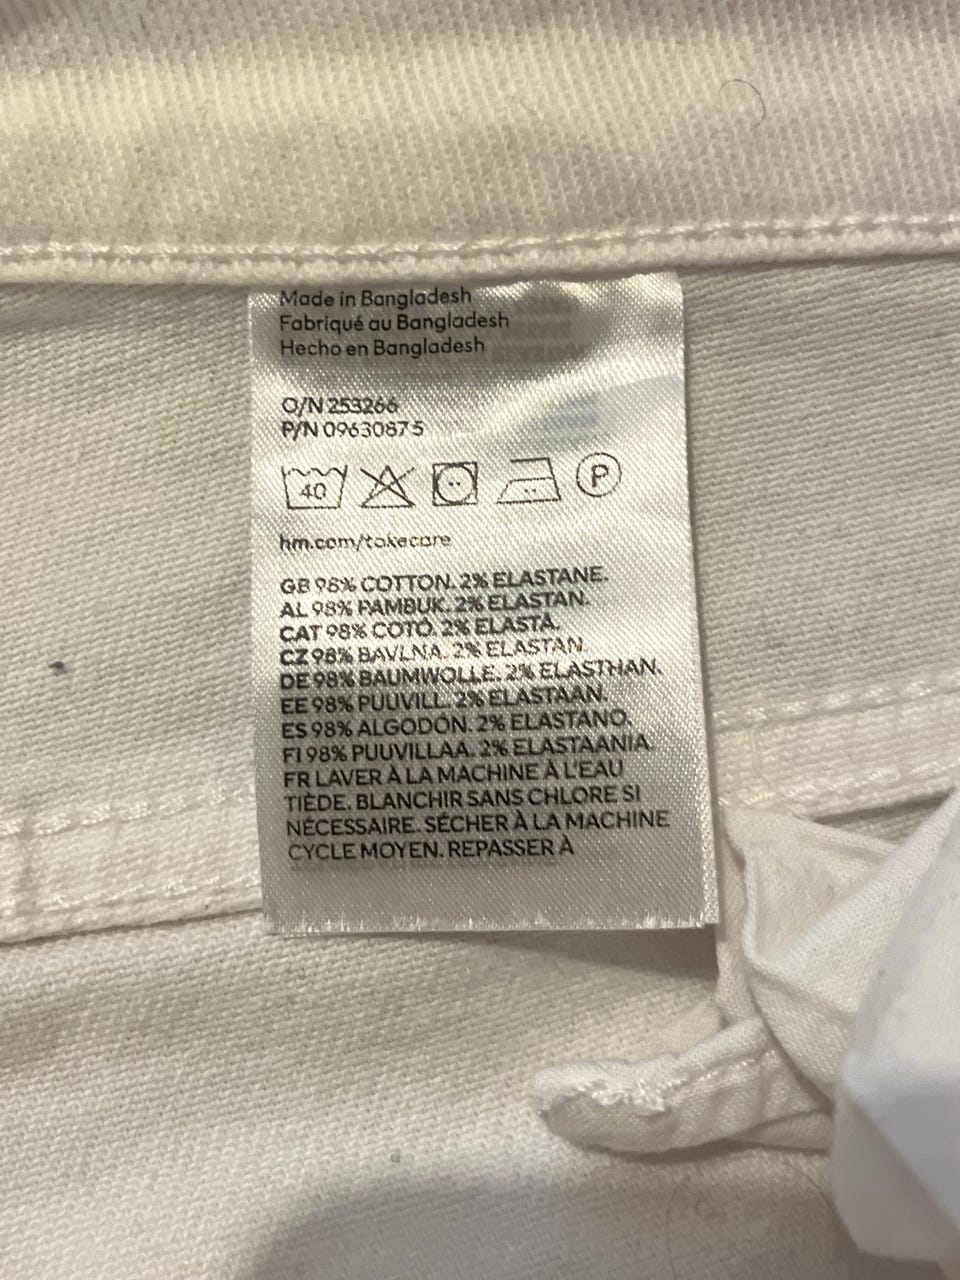 Made in Bangladesh
Fabriqué au Bangladesh
Hecho en Bangladesh
O/N 253266
P/N 09630875
40 P
hm.com/takecare
GB 98% COTTON. 2% ELASTANE.
AL 98% PAMBUK. 2% ELASTAN.
CAT 98% COTÓ. 2% ELASTÀ.
CZ 98% BAVLNA. 2% ELASTAN.
DE 98% BAUMWOLLE. 2% ELASTHAN.
EE 98% PUUVILL. 2% ELASTAAN.
ES 98% ALGODÓN. 2% ELASTANO.
FI 98% PUUVILLAA. 2% ELASTAANIA.
FR LAVER À LA MACHINE À L'EAU
TIÈDE. BLANCHIR SANS CHLORE SI
NÉCESSAIRE. SÉCHER À LA MACHINE
CYCLE MOYEN. REPASSER À